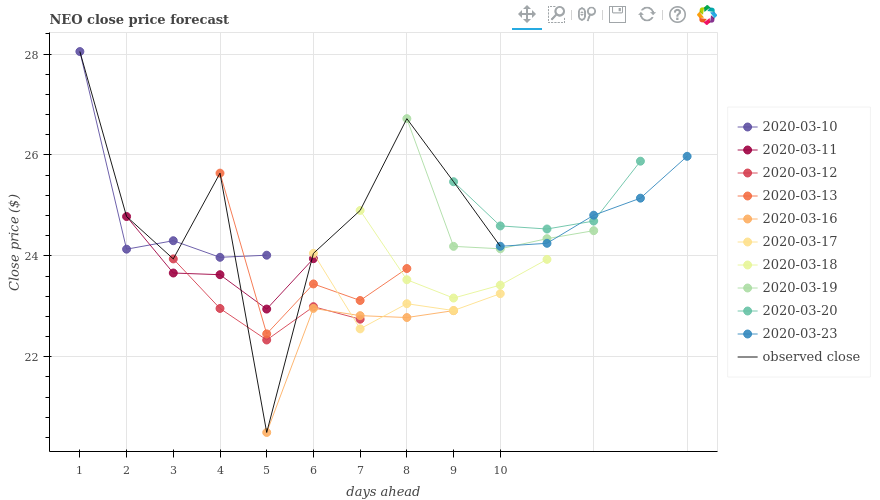 NEO close price forecast
28
26
24
22
Close price ($)
1 2 3 4 5 6 7 8 9 10
days ahead
2020-03-10
2020-03-11
2020-03-12
2020-03-13
2020-03-16
2020-03-17
2020-03-18
2020-03-19
2020-03-20
2020-03-23
observed close